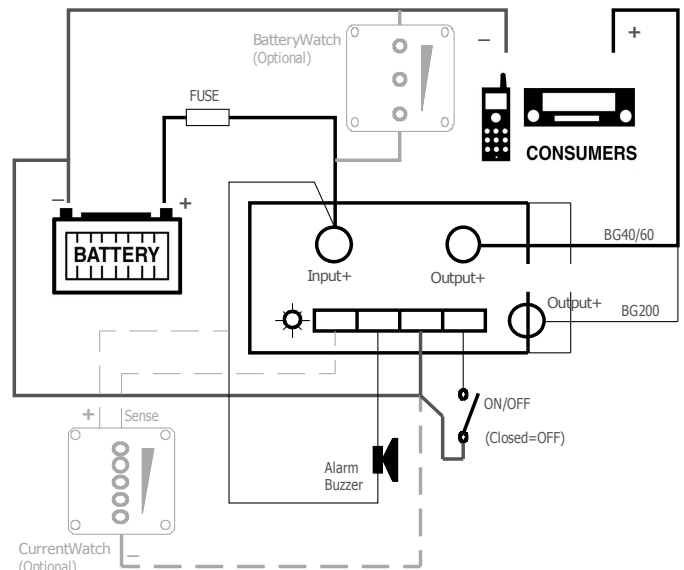 BatteryWatch
(Optional)
−
+
FUSE
CONSUMERS
−
+
BATTERY
BG40/60
Input+
Output+
Output+
BG200
+
Sense
ON/OFF
(Closed=OFF)
Alarm
Buzzer
CurrentWatch
−
(Optional)